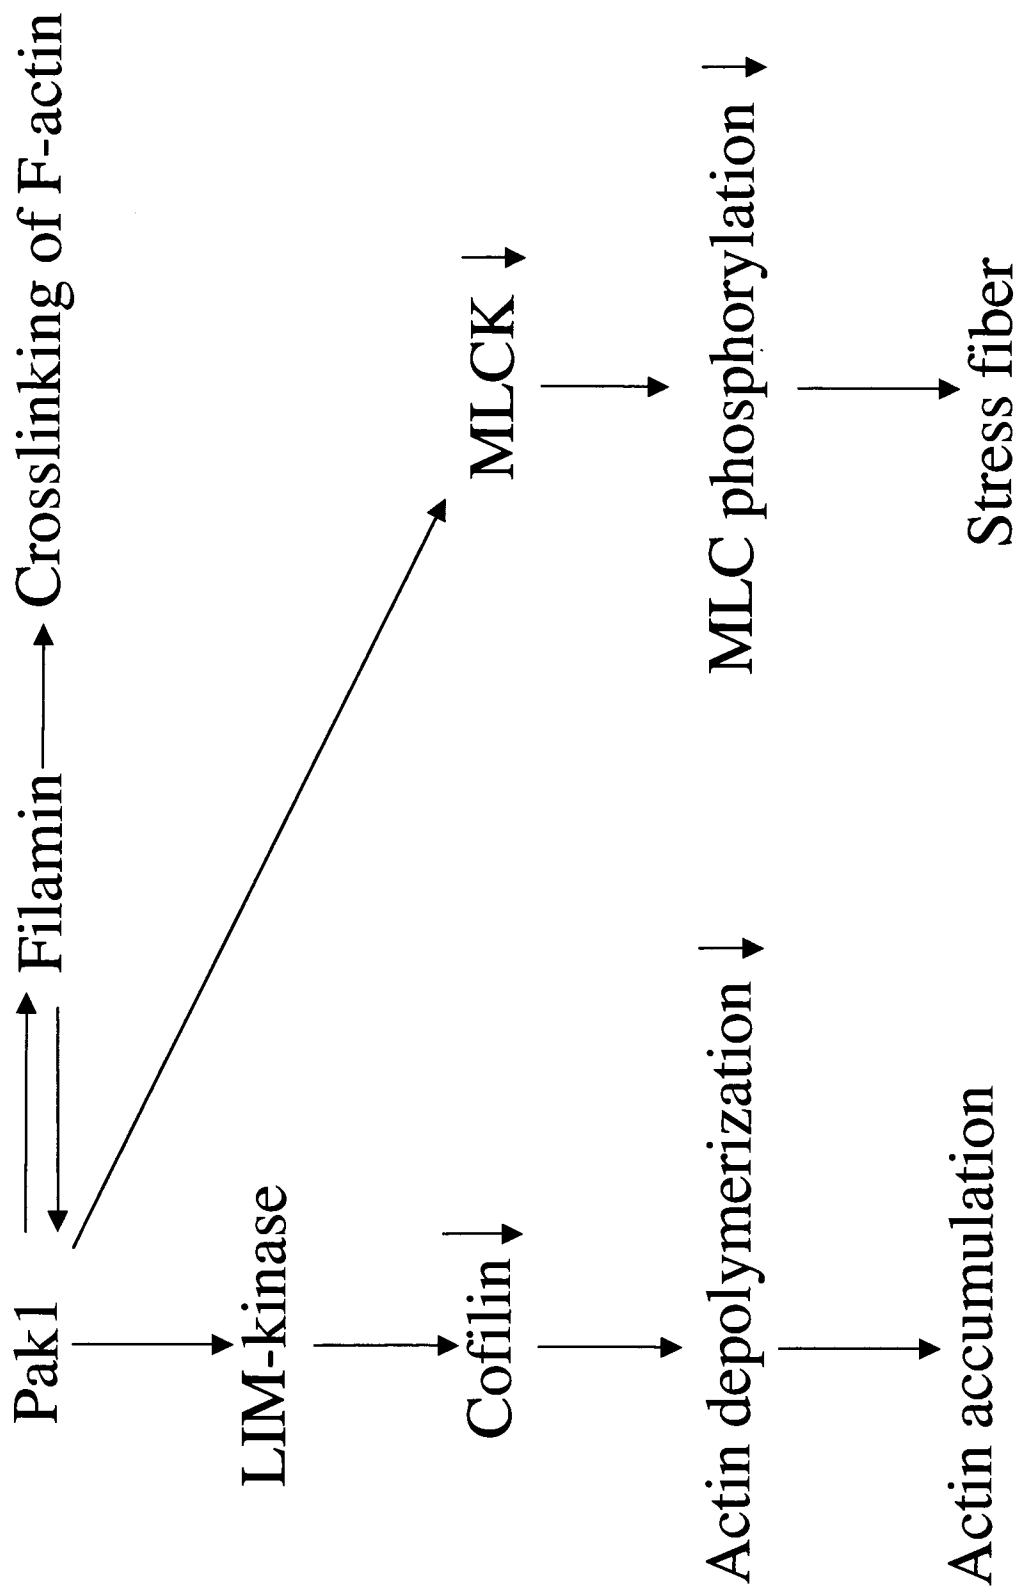 Pak1
Filamin
Crosslinking of F-actin
LIM-kinase
Cofilin
MLCK
Actin depolymerization
MLC phosphorylation
Actin accumulation
Stress fiber